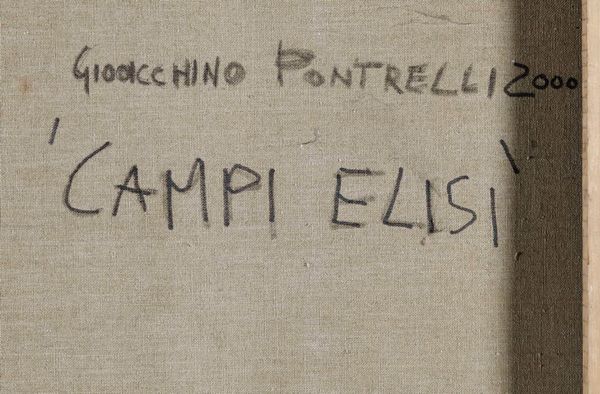 GIOACCHINO PONTRELLI 2000
'CAMPI ELISI'